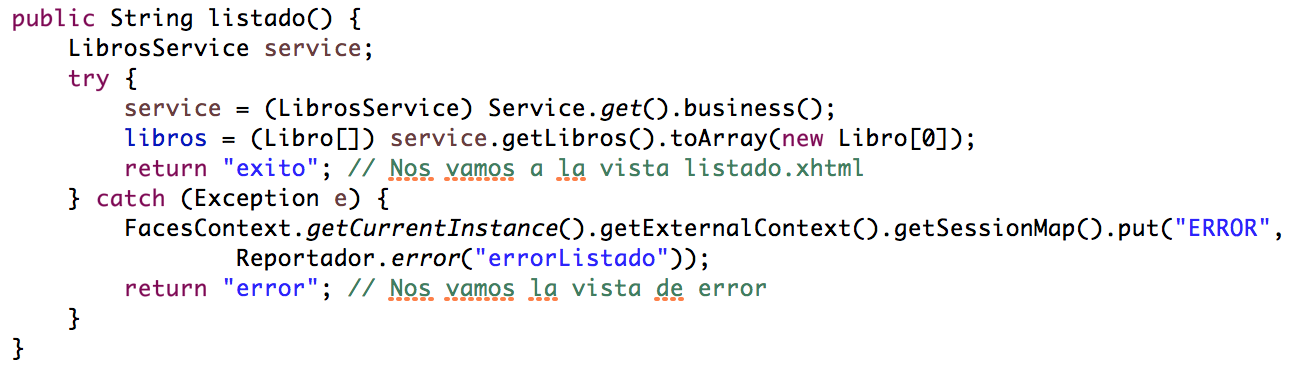 public String listado() {
    LibrosService service;
    try {
        service = (LibrosService) Service.get().business();
        libros = (Libro[]) service.getLibros().toArray(new Libro[0]);
        return "exito"; // Nos vamos a la vista listado.xhtml
    } catch (Exception e) {
        FacesContext.getCurrentInstance().getExternalContext().getSessionMap().put("ERROR",
                Reportador.error("errorListado"));
        return "error"; // Nos vamos la vista de error
    }
}